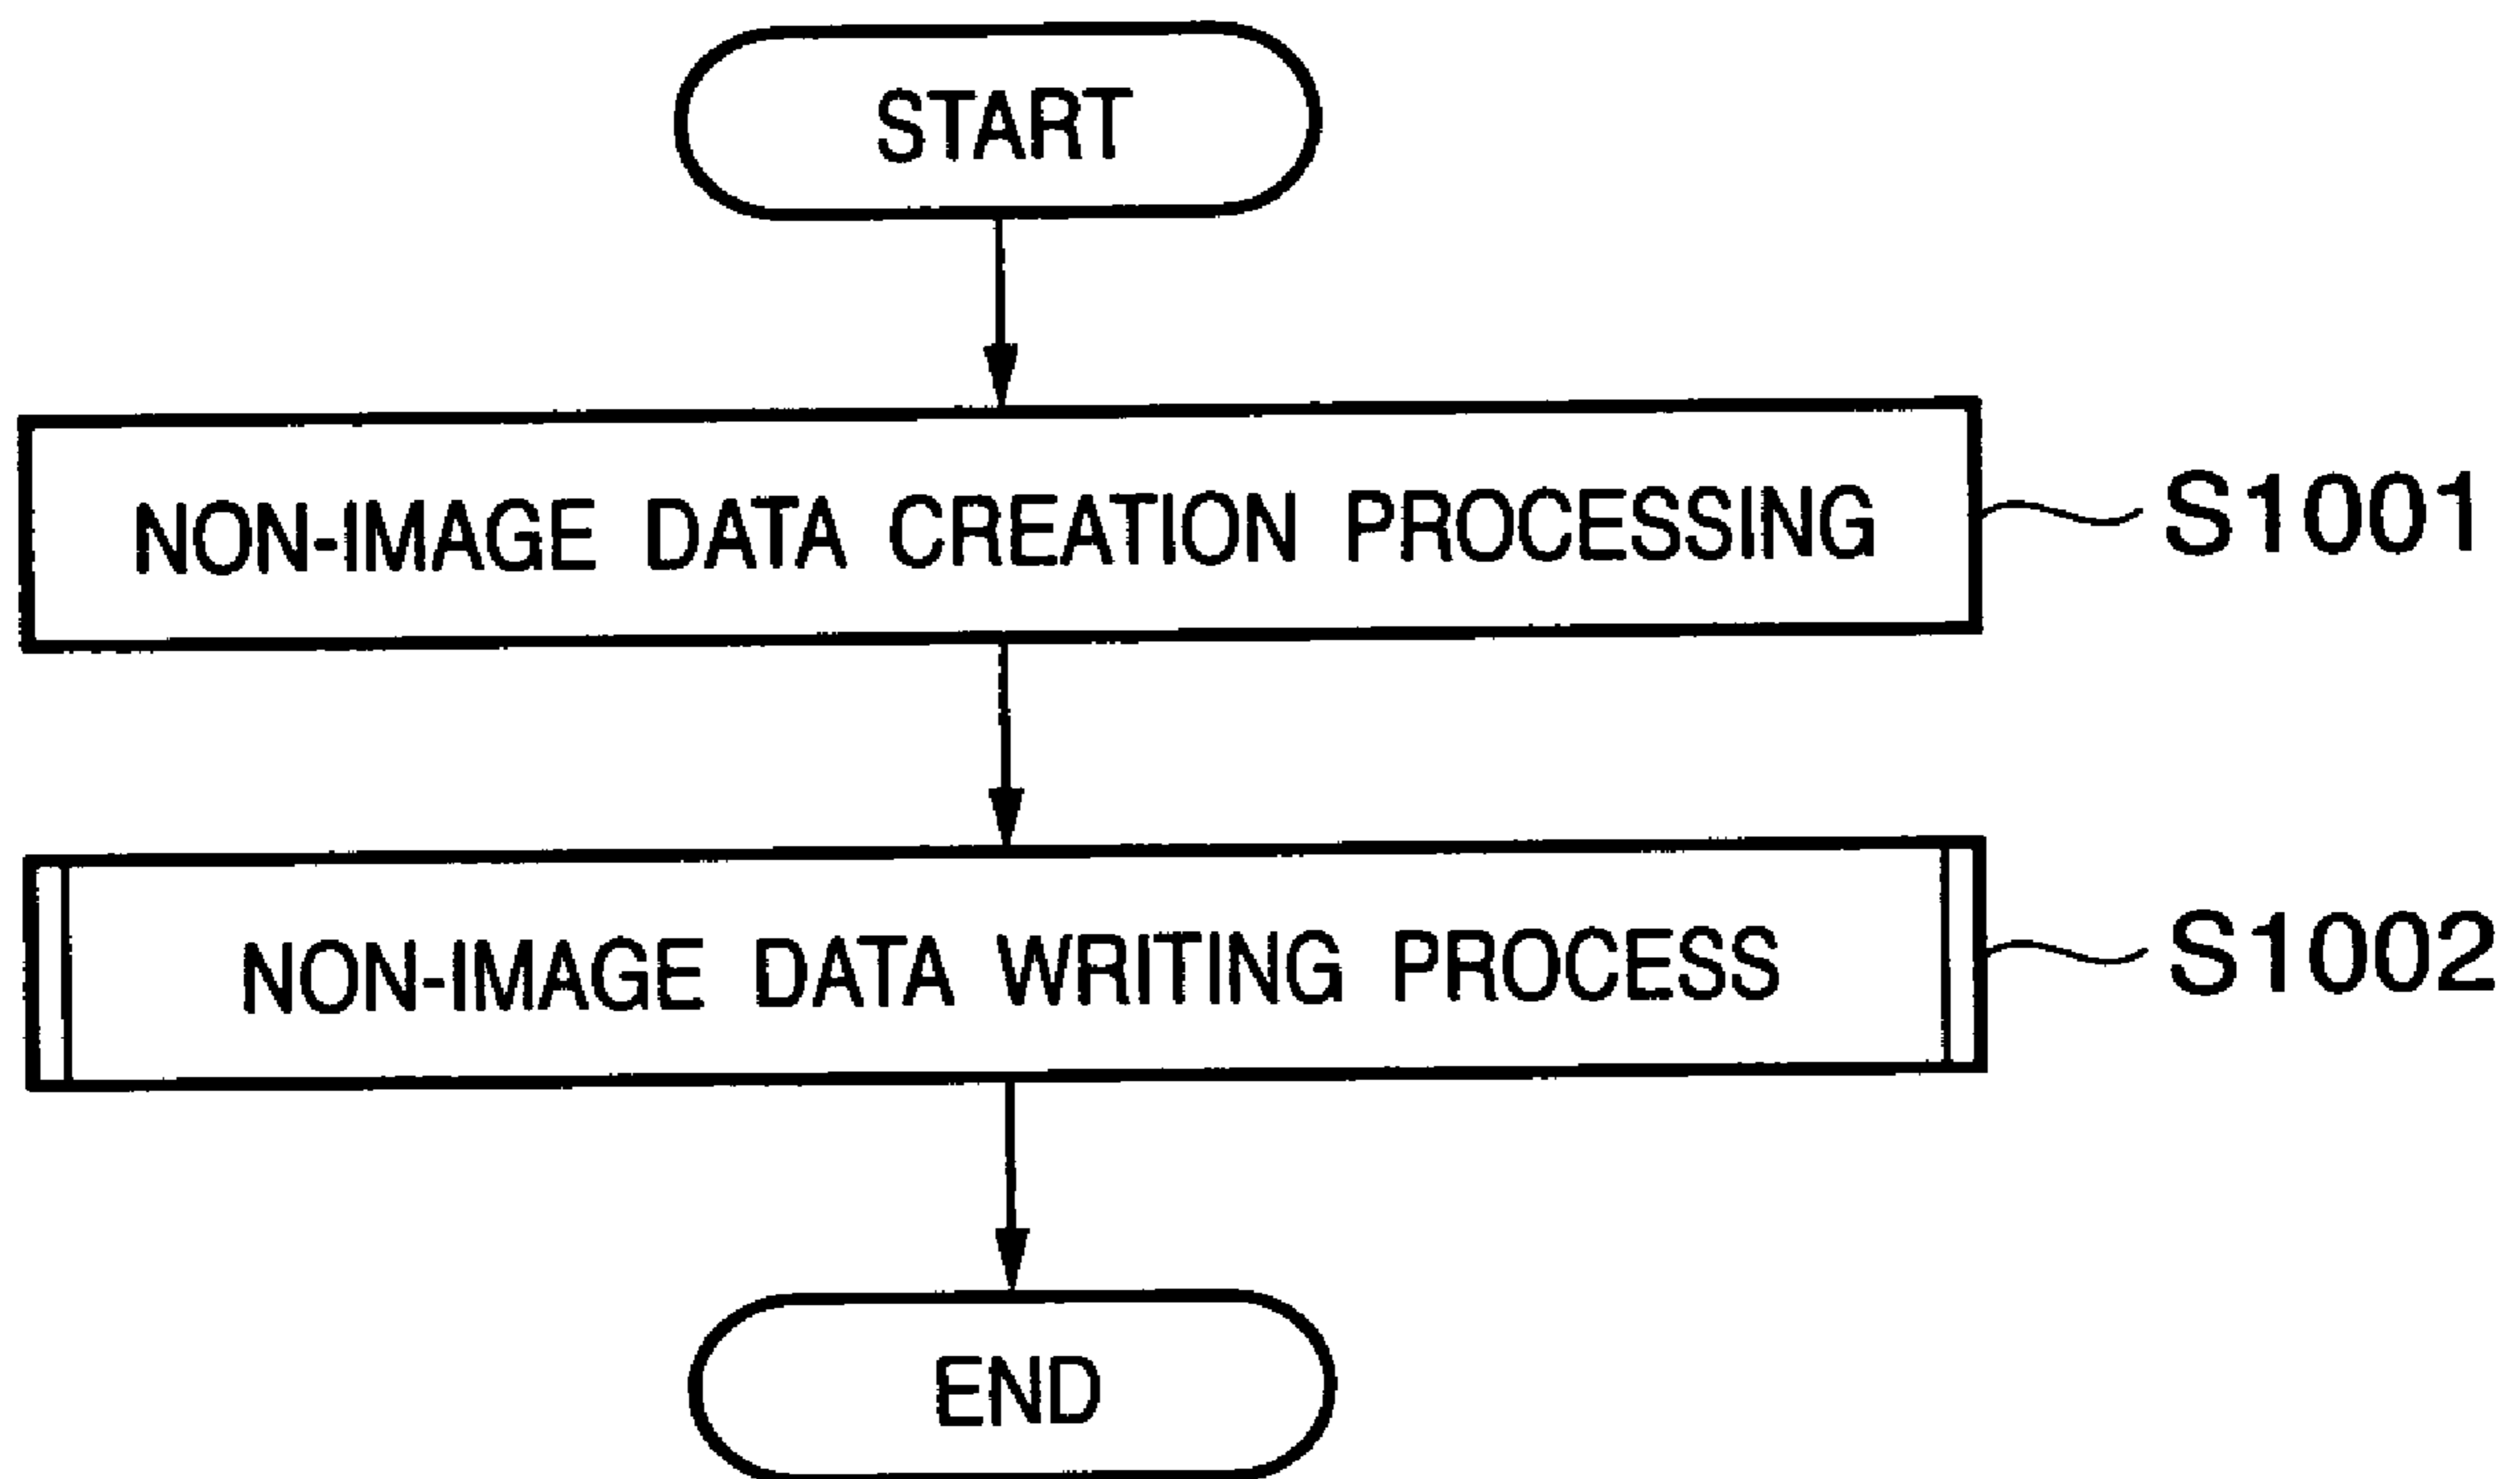 START
NON-IMAGE DATA CREATION PROCESSING
S1001
NON-IMAGE DATA WRITING PROCESS
S1002
END